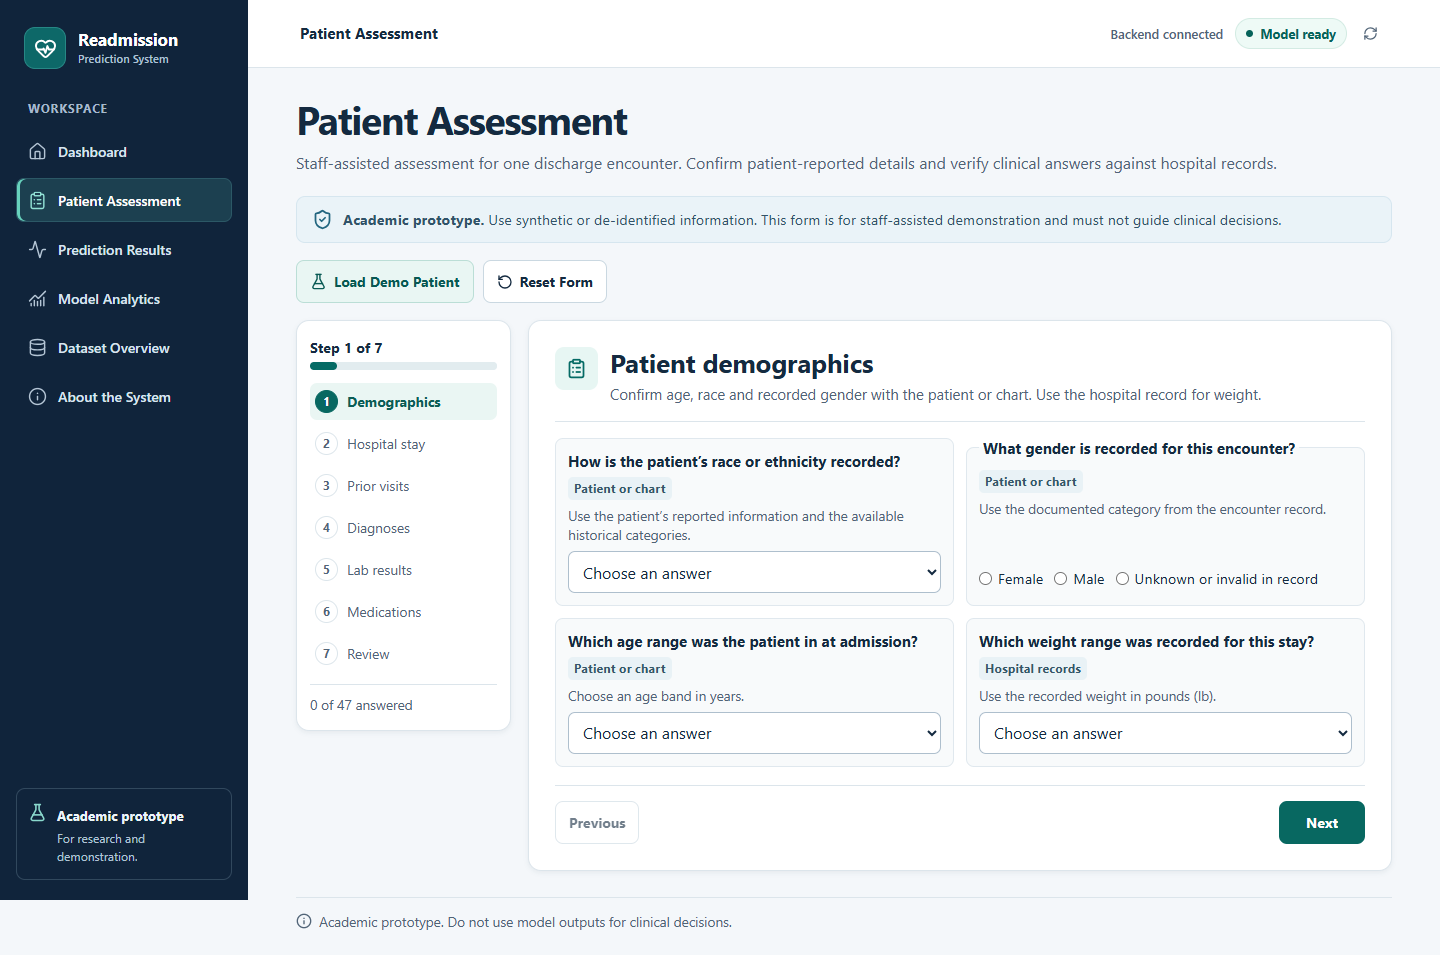 Readmission
Prediction System
WORKSPACE
Dashboard
Patient Assessment
Prediction Results
Model Analytics
Dataset Overview
About the System
Academic prototype
For research and
demonstration.
Patient Assessment
Backend connected
Model ready
Patient Assessment
Staff-assisted assessment for one discharge encounter. Confirm patient-reported details and verify clinical answers against hospital records.
Academic prototype. Use synthetic or de-identified information. This form is for staff-assisted demonstration and must not guide clinical decisions.
Load Demo Patient
Reset Form
Step 1 of 7
1 Demographics
2 Hospital stay
3 Prior visits
4 Diagnoses
5 Lab results
6 Medications
7 Review
0 of 47 answered
Patient demographics
Confirm age, race and recorded gender with the patient or chart. Use the hospital record for weight.
How is the patient’s race or ethnicity recorded?
Patient or chart
Use the patient’s reported information and the available
historical categories.
Choose an answer
What gender is recorded for this encounter?
Patient or chart
Use the documented category from the encounter record.
Female Male Unknown or invalid in record
Which age range was the patient in at admission?
Patient or chart
Choose an age band in years.
Choose an answer
Which weight range was recorded for this stay?
Hospital records
Use the recorded weight in pounds (lb).
Choose an answer
Previous
Next
Academic prototype. Do not use model outputs for clinical decisions.